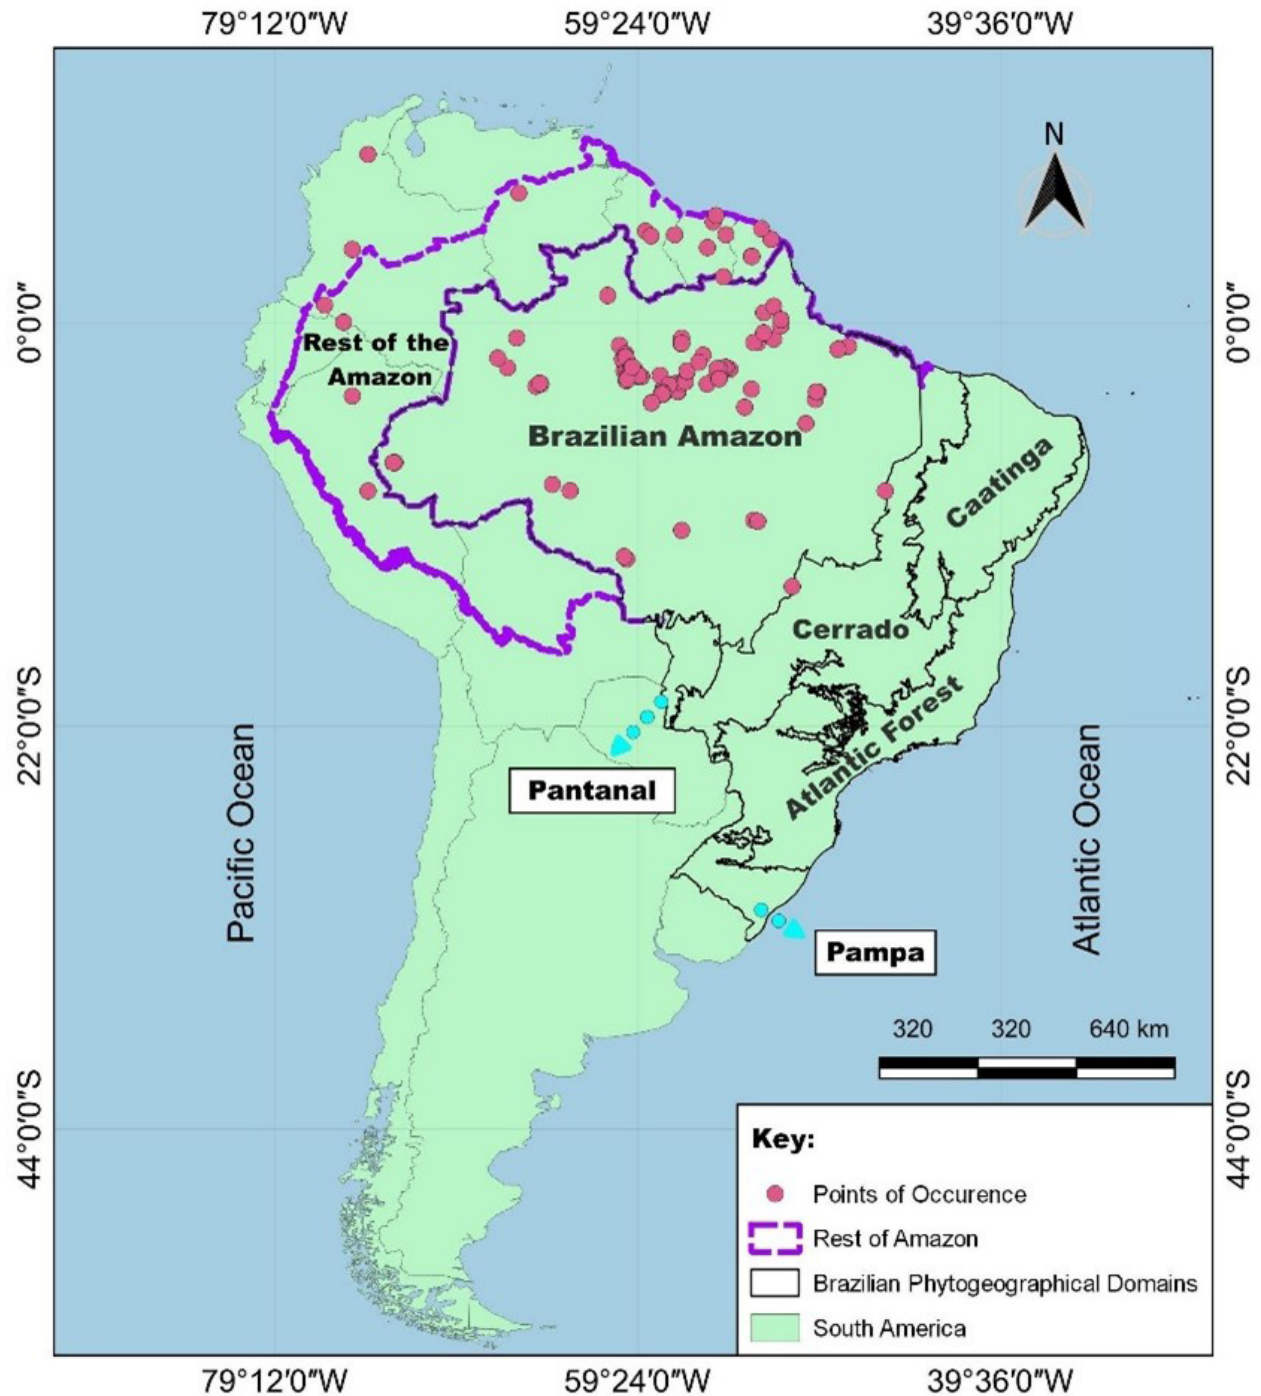 79°12'0"W 59°24'0"W 39°36'0"W
N
0°0'0" 0°0'0"
Rest of the
Amazon
Brazilian Amazon
Caatinga
Cerrado
Atlantic Forest
22°0'0"S 22°0'0"S
Pantanal
Pacific Ocean
Atlantic Ocean
Pampa
320 320 640 km
44°0'0"S 44°0'0"S
Key:
Points of Occurence
Rest of Amazon
Brazilian Phytogeographical Domains
South America
79°12'0"W 59°24'0"W 39°36'0"W